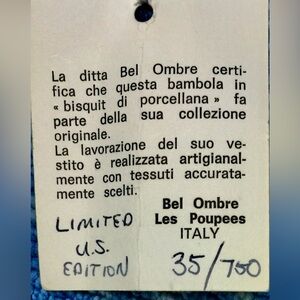 La ditta Bel Ombre certi-
fica che questa bambola in
« bisquit di porcellana » fa
parte della sua collezione
originale.
La lavorazione del suo ve-
stito è realizzata artigianal-
mente con tessuti accurata-
mente scelti.
Bel Ombre
Les Poupees
ITALY
LIMITED
U.S.
EDITION
35/750